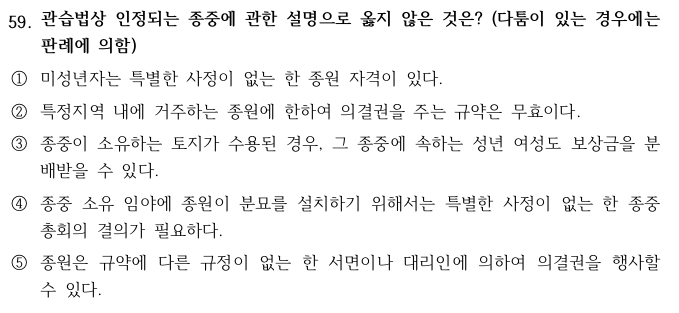 59. 관습법상 인정되는 종중에 관한 설명으로 옳지 않은 것은? (다툼이 있는 경우에는
판례에 의함)
① 미성년자는 특별한 사정이 없는 한 종원 자격이 있다.
② 특정지역 내에 거주하는 종원에 한하여 의결권을 주는 규약은 무효이다.
③ 종중이 소유하는 토지가 수용된 경우, 그 종중에 속하는 성년 여성도 보상금을 분
배받을 수 있다.
④ 종중 소유 임야에 종원이 분묘를 설치하기 위해서는 특별한 사정이 없는 한 종중
총회의 결의가 필요하다.
⑤ 종원은 규약에 다른 규정이 없는 한 서면이나 대리인에 의하여 의결권을 행사할
수 있다.